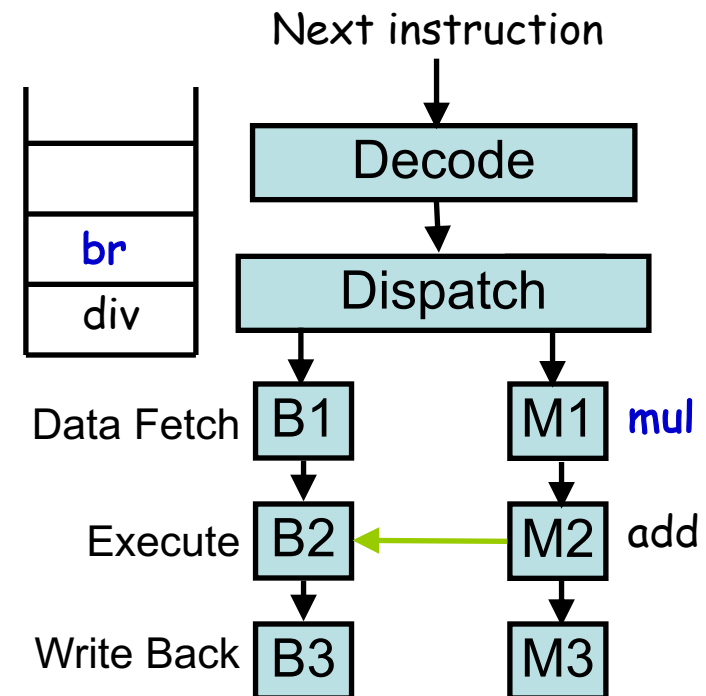 Next instruction
Decode
br
div
Dispatch
Data Fetch B1 M1 mul
Execute B2 M2 add
Write Back B3 M3